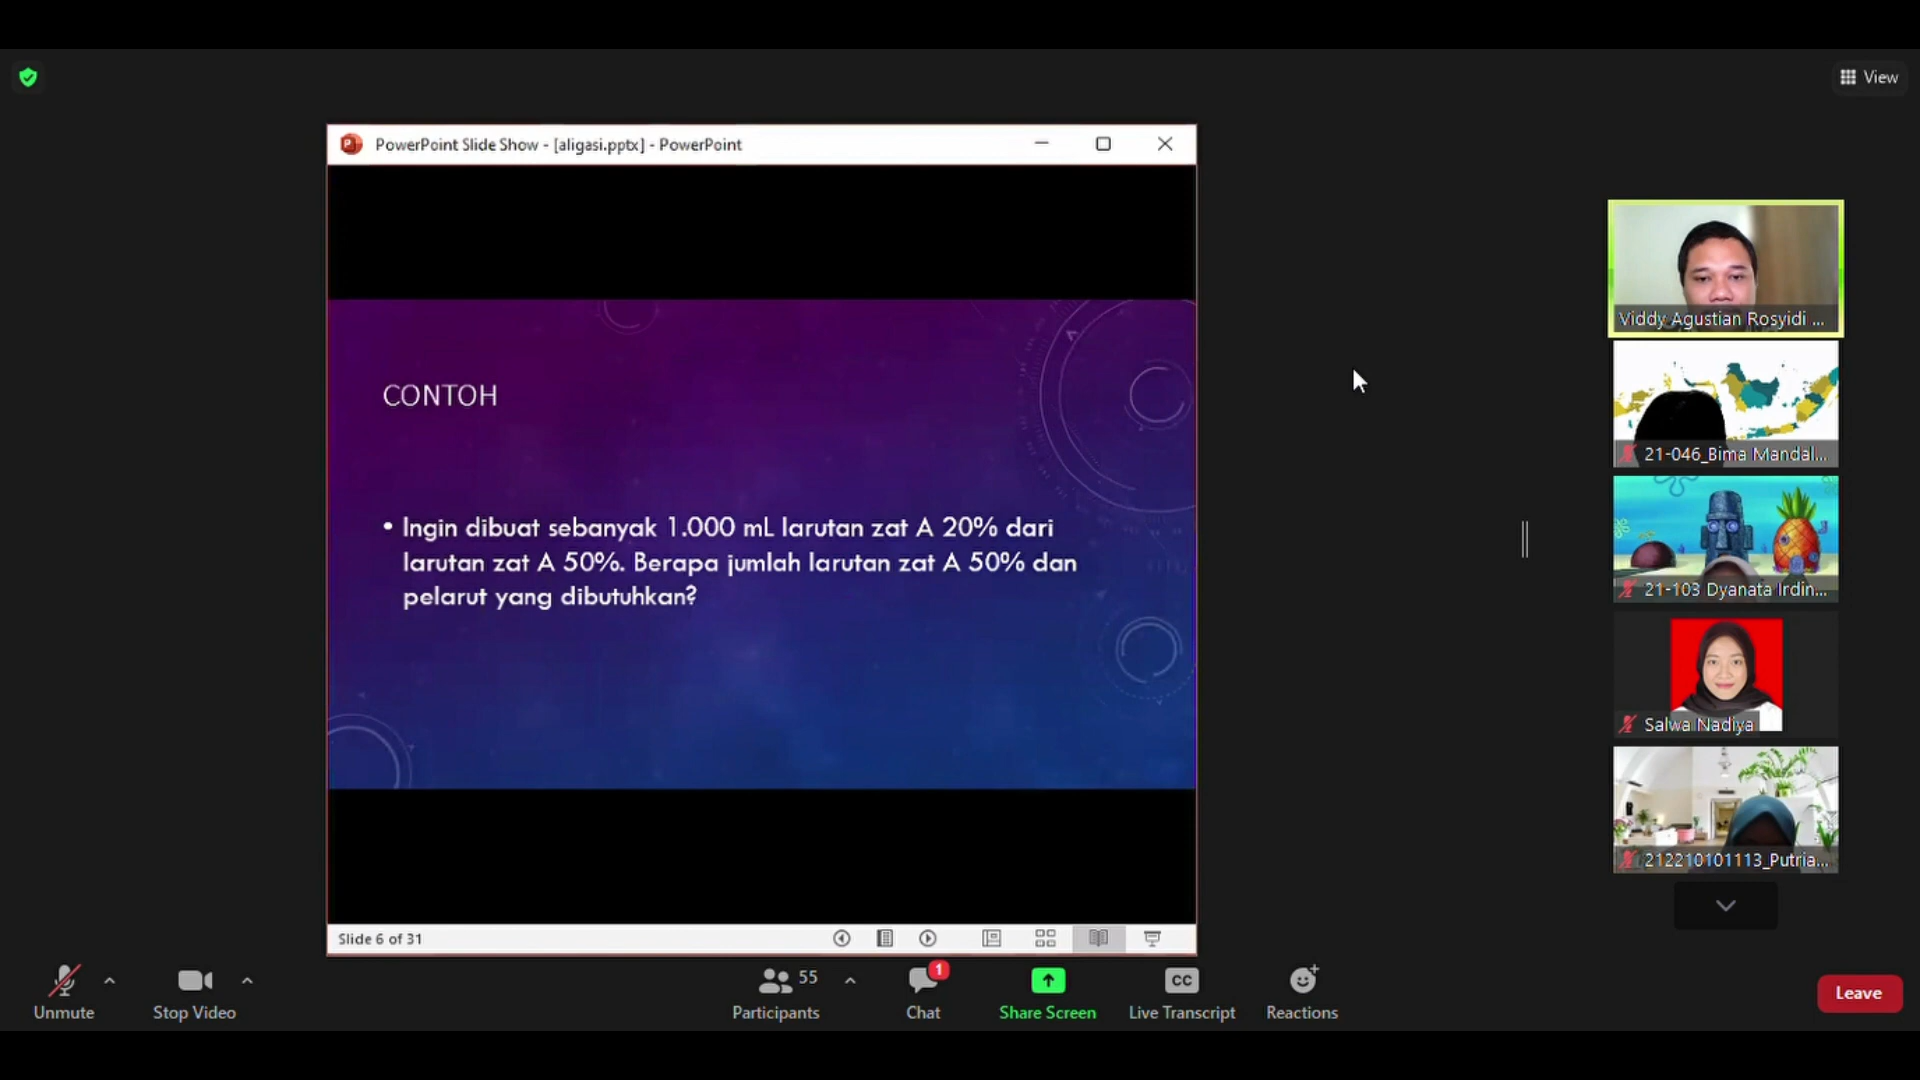 View
PowerPoint Slide Show - [aligasi.pptx] - PowerPoint
CONTOH
• Ingin dibuat sebanyak 1.000 mL larutan zat A 20% dari
larutan zat A 50%. Berapa jumlah larutan zat A 50% dan
pelarut yang dibutuhkan?
Slide 6 of 31
Viddy Agustian Rosyidi ...
21-046_Bima Mandal...
21-103 Dyanata Irdin...
Salwa Nadiya
212210101113_Putria...
Unmute
Stop Video
55
Participants
1
Chat
Share Screen
CC
Live Transcript
Reactions
Leave